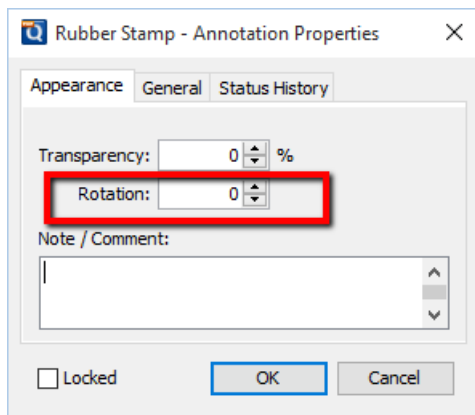 Rubber Stamp - Annotation Properties
Appearance General Status History
Transparency: 0 %
Rotation: 0
Note / Comment:
Locked OK Cancel